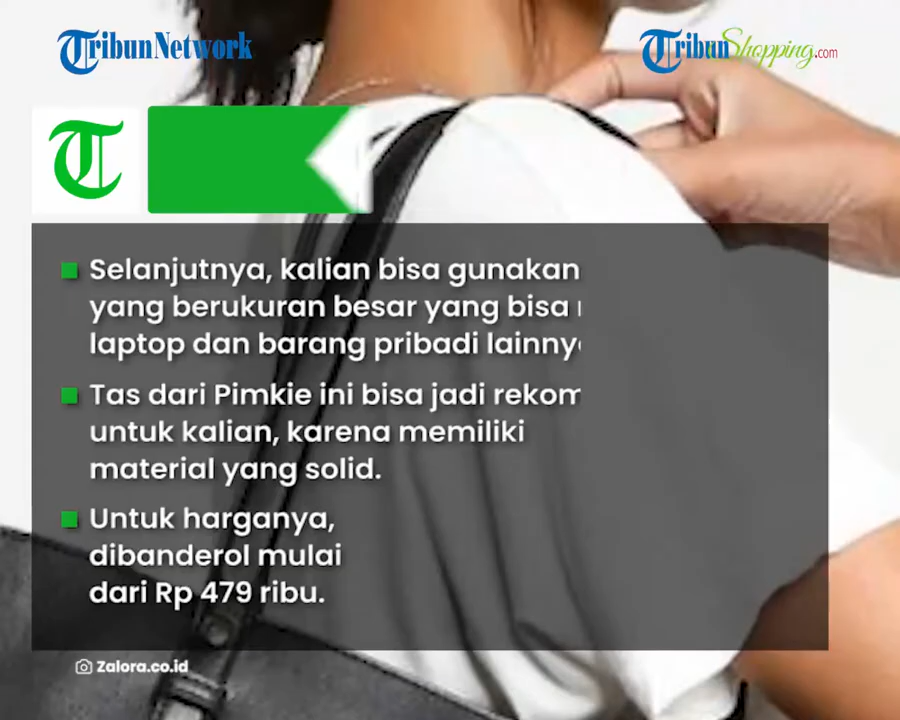 TribunNetwork
TribunShopping.com
T
Selanjutnya, kalian bisa gunakan
yang berukuran besar yang bisa
laptop dan barang pribadi
Tas dari Pimkie ini bisa jadi
untuk kalian, karena memiliki
material yang solid.
Untuk harganya,
dibanderol mulai
dari Rp 479 ribu.
Zalora.co.id